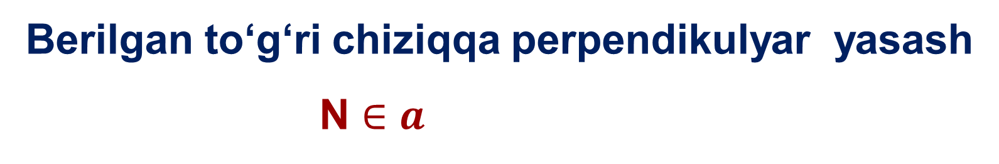 Berilgan to‘g‘ri chiziqqa perpendikulyar  yasash
N ∈ a